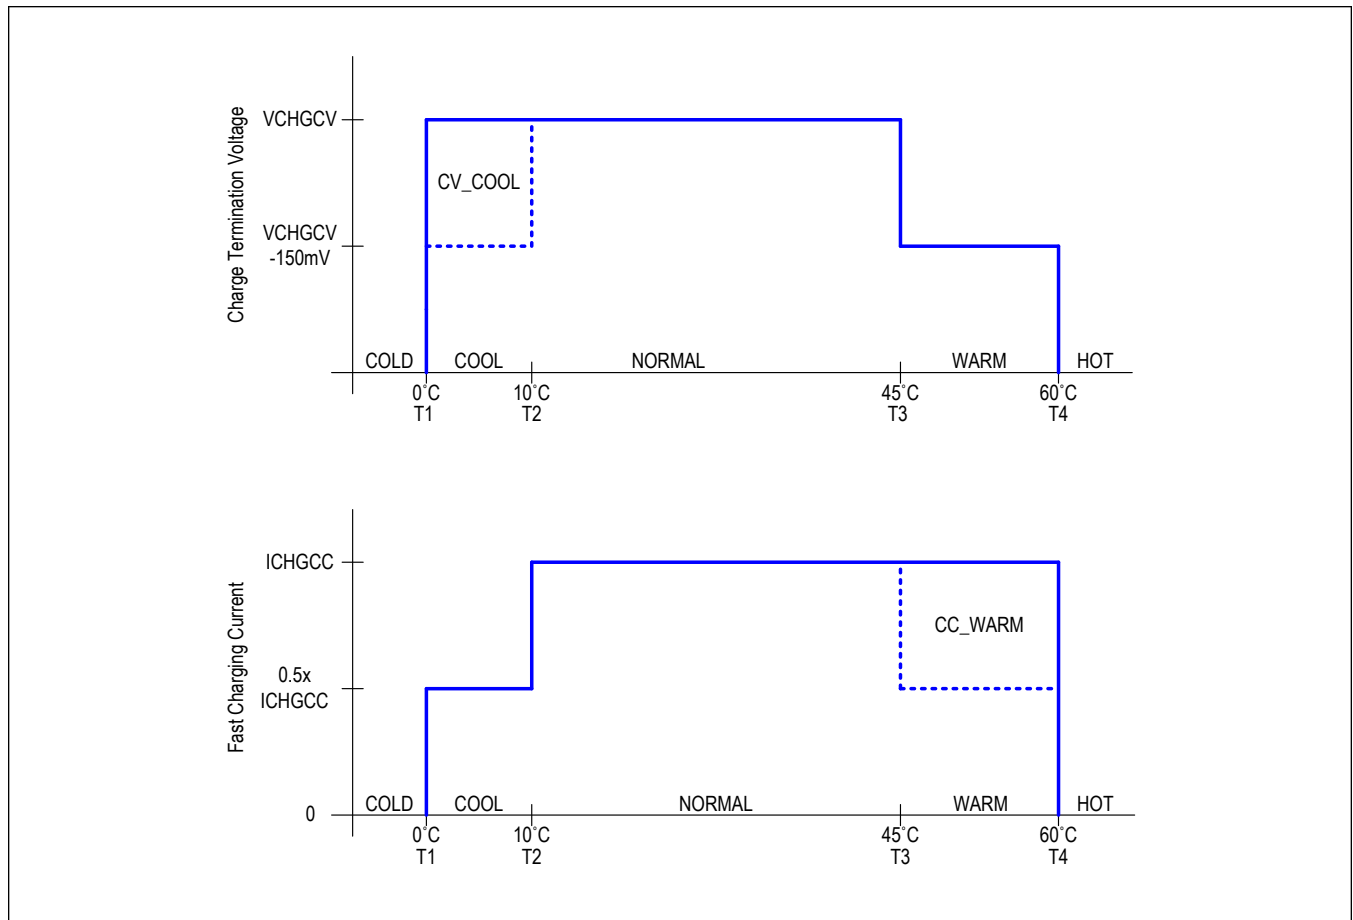 Charge Termination Voltage
VCHGCV
CV_COOL
VCHGCV
-150mV
COLD COOL NORMAL WARM HOT
0˚C 10˚C 45˚C 60˚C
T1 T2 T3 T4
Fast Charging Current
ICHGCC
CC_WARM
0.5x
ICHGCC
0 COLD COOL NORMAL WARM HOT
0˚C 10˚C 45˚C 60˚C
T1 T2 T3 T4